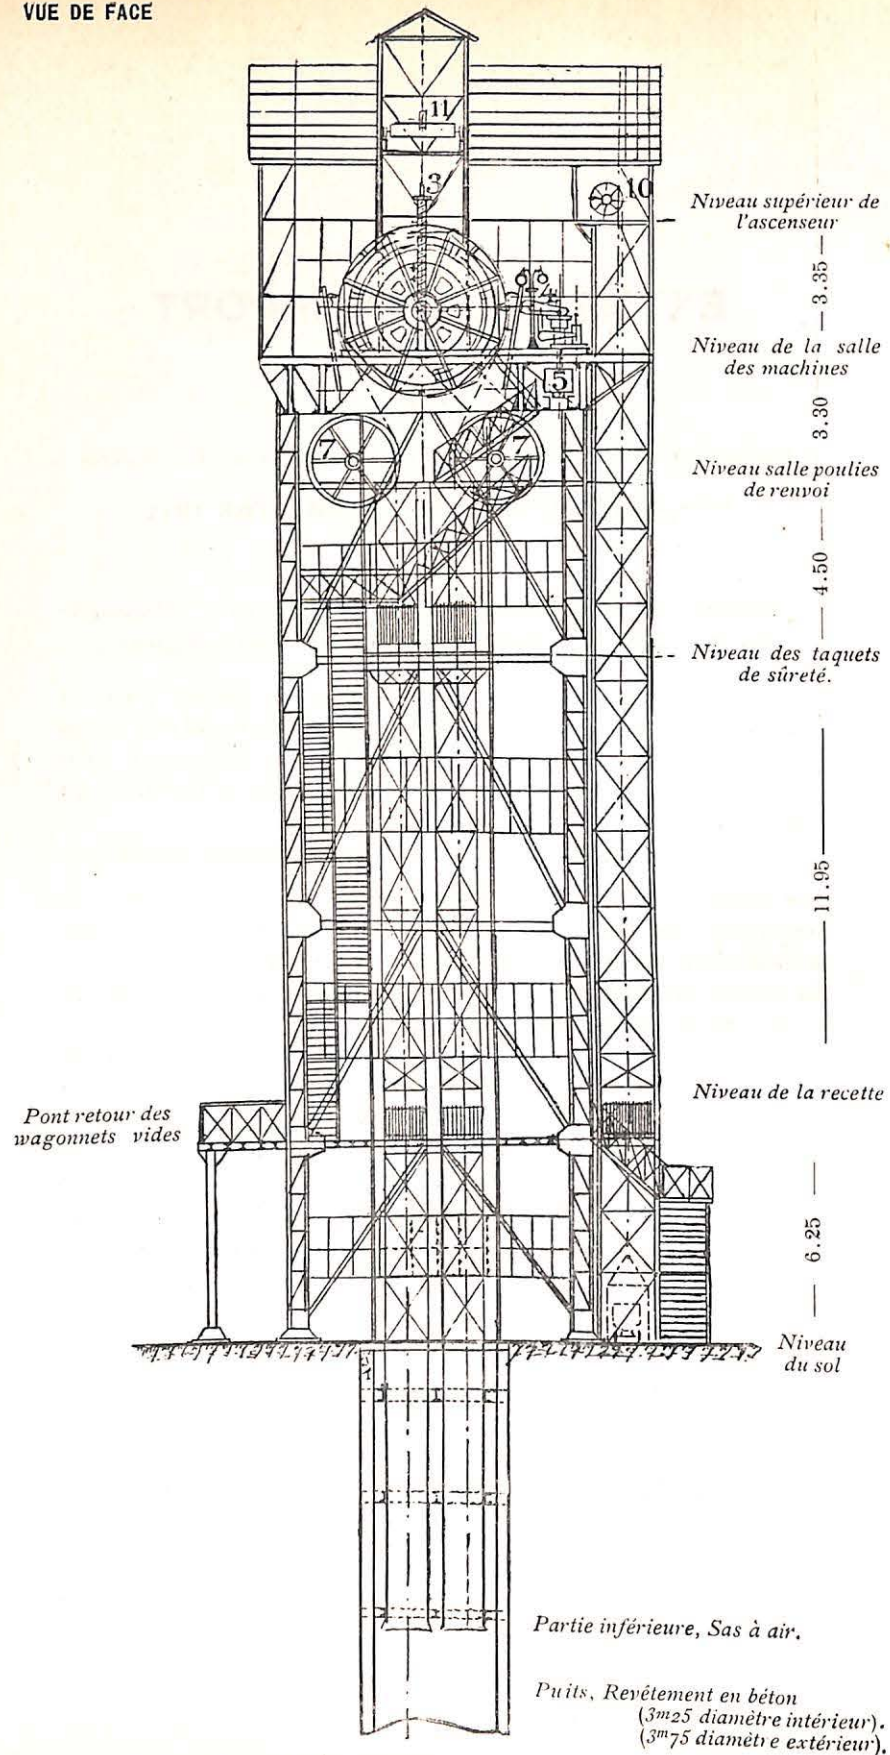 VUE DE FACE
11
3
10
Niveau supérieur de
l'ascenseur
3.35
Niveau de la salle
des machines
5
3.30
7
7
Niveau salle poulies
de renvoi
4.50
Niveau des taquets
de sûreté.
11.95
Niveau de la recette
Pont retour des
wagonnets vides
6.25
Niveau
du sol
Partie inférieure, Sas à air.
Puits, Revêtement en béton
(3m25 diamètre intérieur).
(3m75 diamètre extérieur).